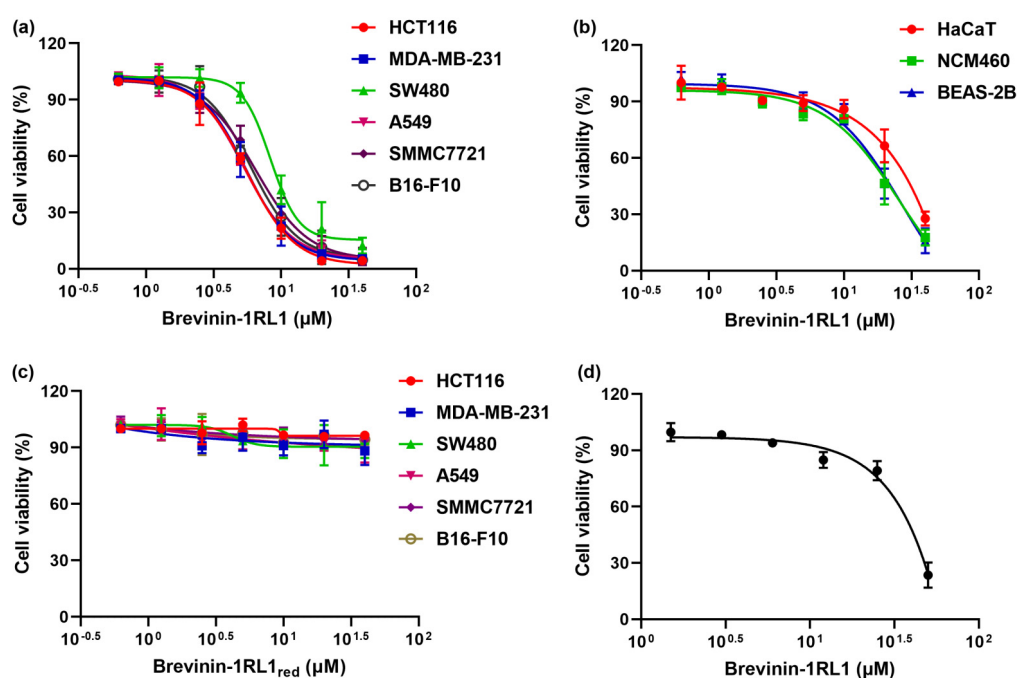 (a)
HCT116
MDA-MB-231
SW480
A549
SMMC7721
B16-F10
Cell viability (%)
120
90
60
30
0
10^-0.5 10^0 10^0.5 10^1 10^1.5 10^2
Brevinin-1RL1 (µM)
(b)
HaCaT
NCM460
BEAS-2B
Cell viability (%)
120
90
60
30
0
10^-0.5 10^0 10^0.5 10^1 10^1.5 10^2
Brevinin-1RL1 (µM)
(c)
HCT116
MDA-MB-231
SW480
A549
SMMC7721
B16-F10
Cell viability (%)
120
90
60
30
0
10^-0.5 10^0 10^0.5 10^1 10^1.5 10^2
Brevinin-1RL1red (µM)
(d)
Cell viability (%)
120
90
60
30
0
10^0 10^0.5 10^1 10^1.5 10^2
Brevinin-1RL1 (µM)